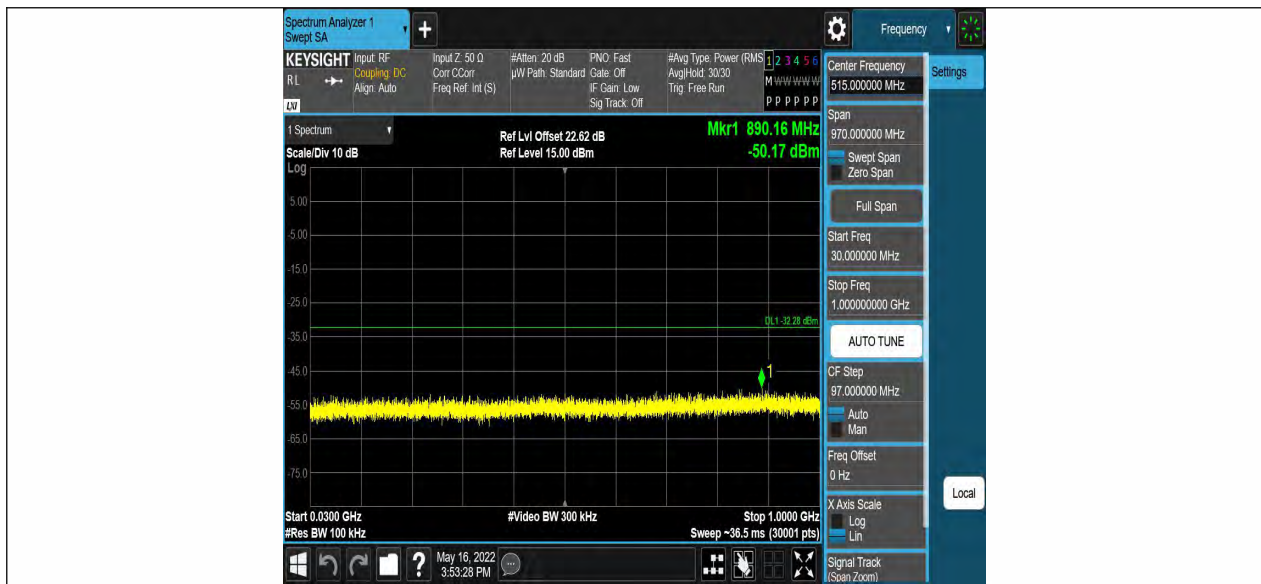 Spectrum Analyzer 1
Swept SA
+
Frequency
KEYSIGHT
RL
LXI
Input: RF
Coupling: DC
Align: Auto
Input Z: 50 Ω
Corr CCorr
Freq Ref: Int (S)
#Atten: 20 dB
µW Path: Standard
PNO: Fast
Gate: Off
IF Gain: Low
Sig Track: Off
#Avg Type: Power (RMS
Avg|Hold: 30/30
Trig: Free Run
1 2 3 4 5 6
M W W W W W
P P P P P P
1 Spectrum
Scale/Div 10 dB
Ref Lvl Offset 22.62 dB
Ref Level 15.00 dBm
Mkr1 890.16 MHz
-50.17 dBm
Log
5.00
-5.00
-15.0
-25.0
DL1 -32.28 dBm
-35.0
-45.0
1
-55.0
-65.0
-75.0
Start 0.0300 GHz
#Res BW 100 kHz
#Video BW 300 kHz
Stop 1.0000 GHz
Sweep ~36.5 ms (30001 pts)
?
May 16, 2022
3:53:28 PM
Center Frequency
515.000000 MHz
Settings
Span
970.000000 MHz
Swept Span
Zero Span
Full Span
Start Freq
30.000000 MHz
Stop Freq
1.000000000 GHz
AUTO TUNE
CF Step
97.000000 MHz
Auto
Man
Freq Offset
0 Hz
Local
X Axis Scale
Log
Lin
Signal Track
(Span Zoom)